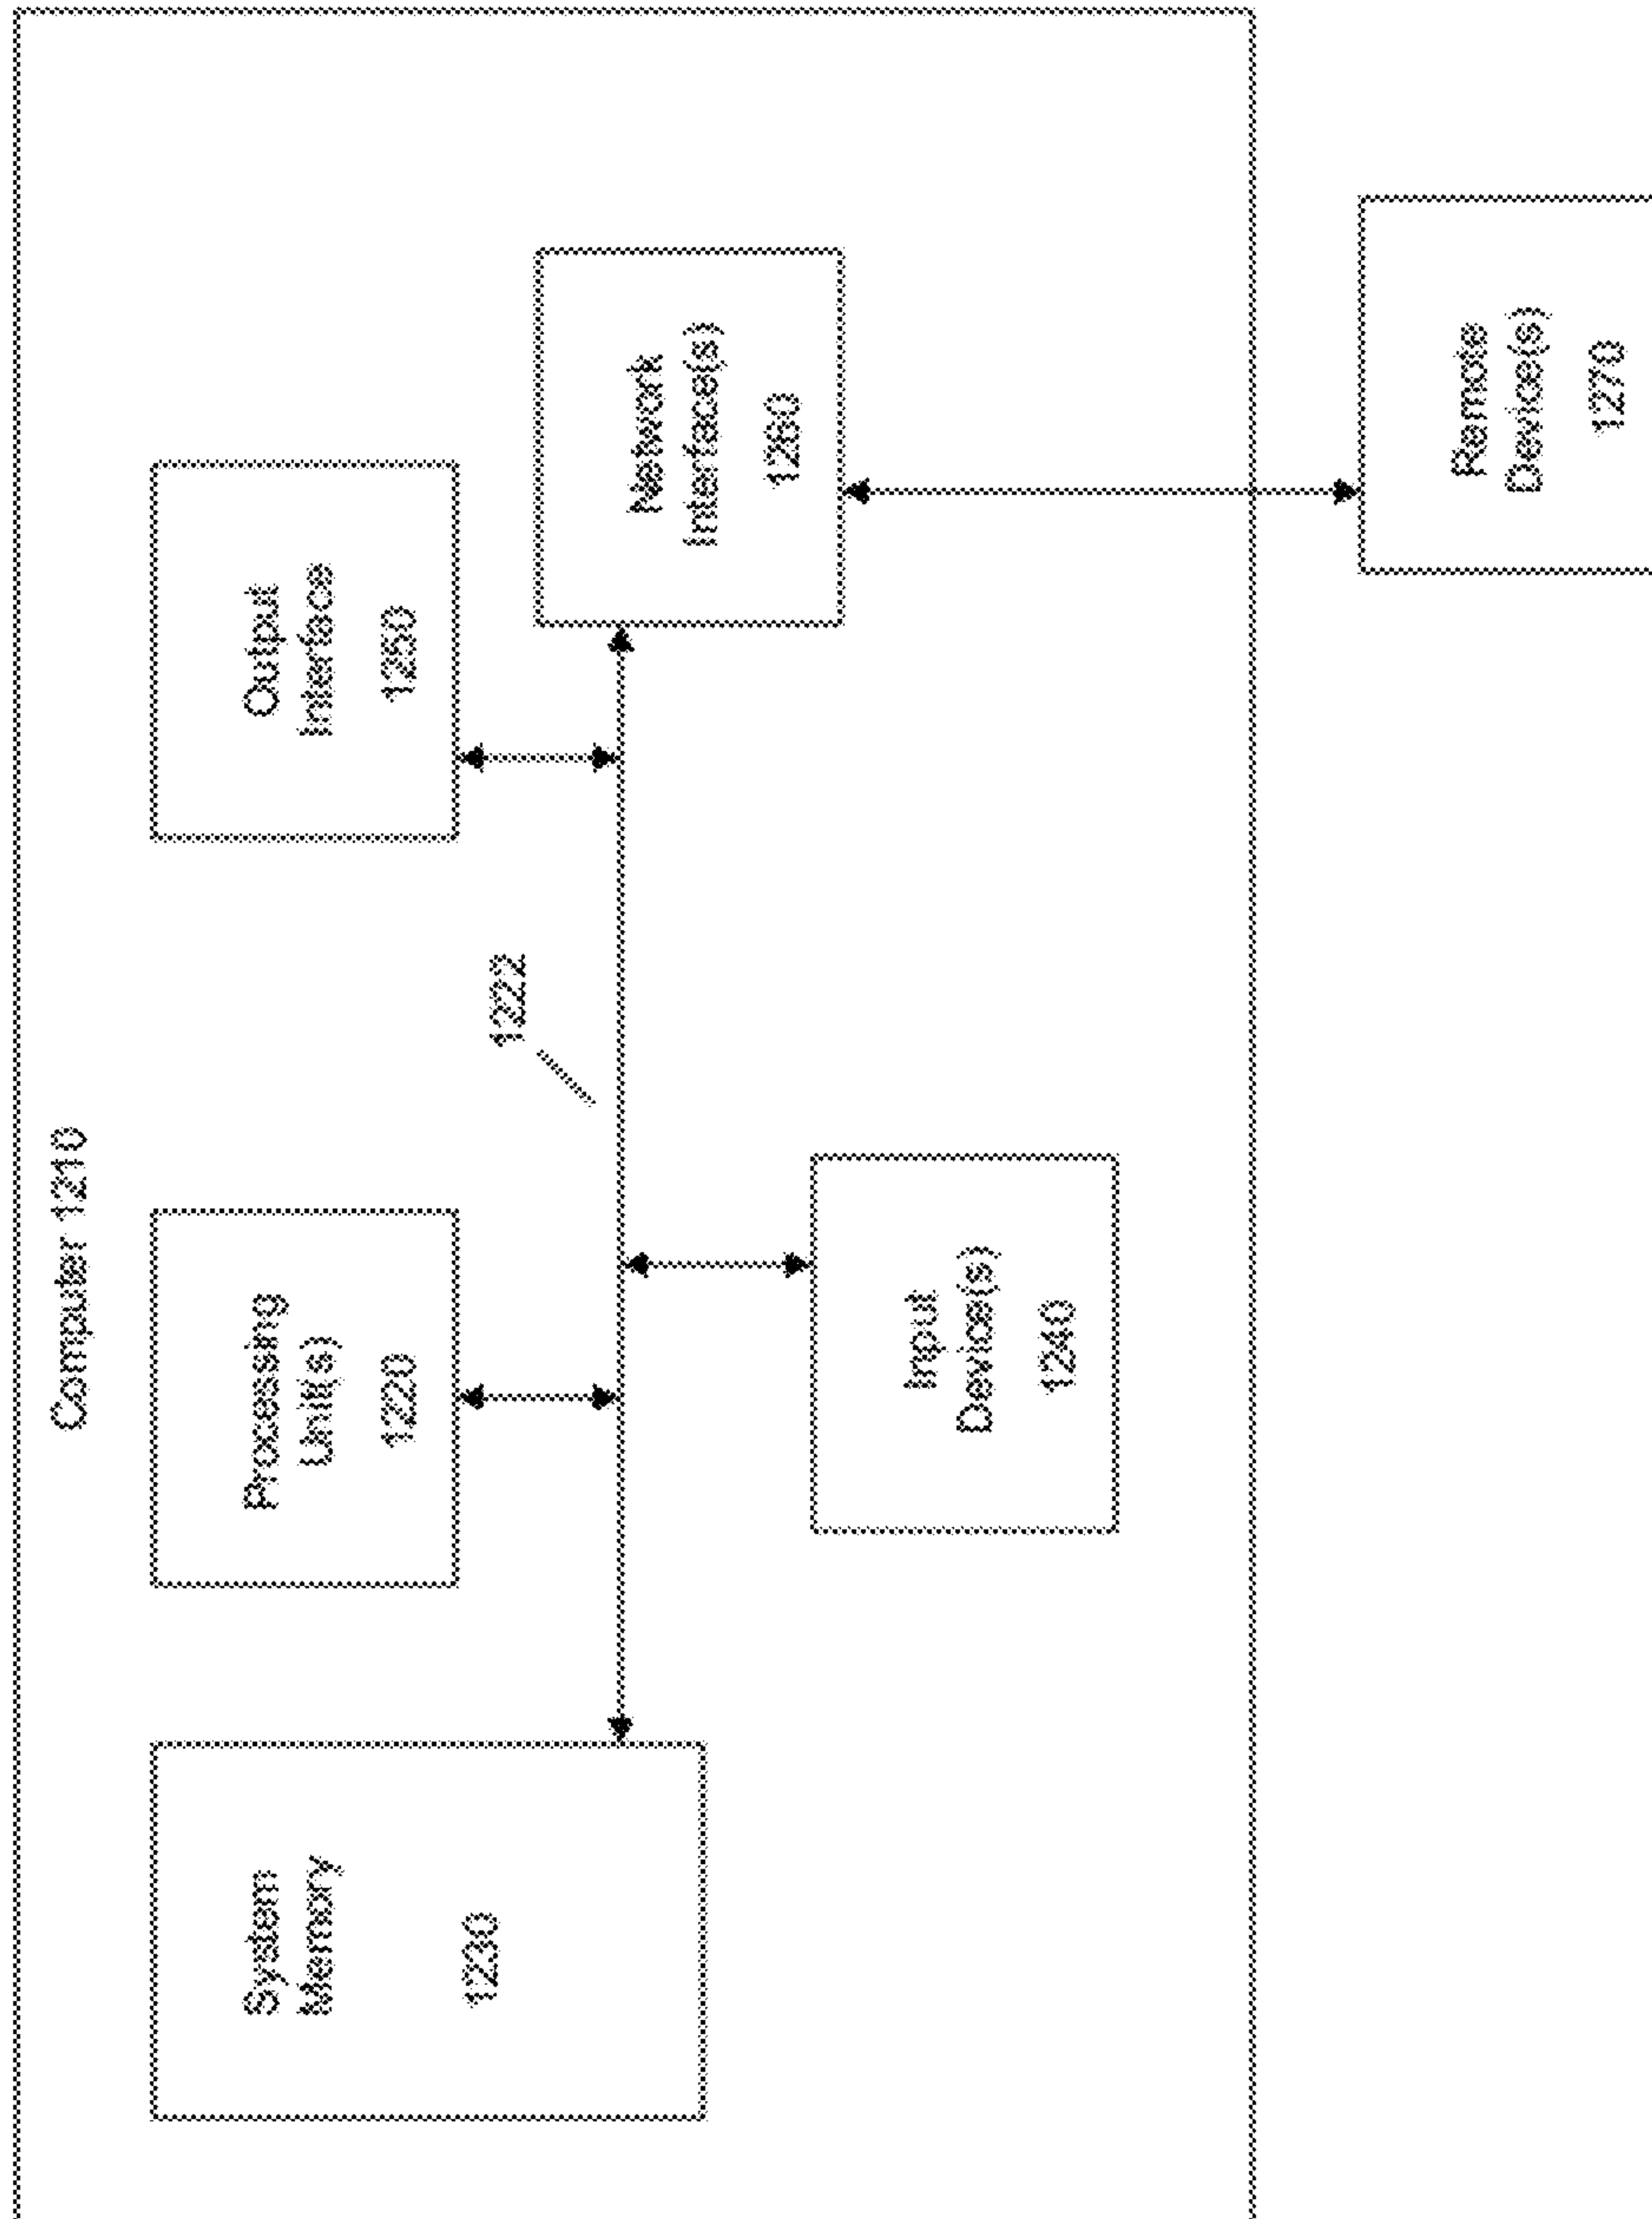 Computer 1210
System
Memory
1230
Processing
Unit(s)
1220
Output
Interface
1250
1222
Network
Interface(s)
1260
Input
Device(s)
1240
Remote
Device(s)
1270